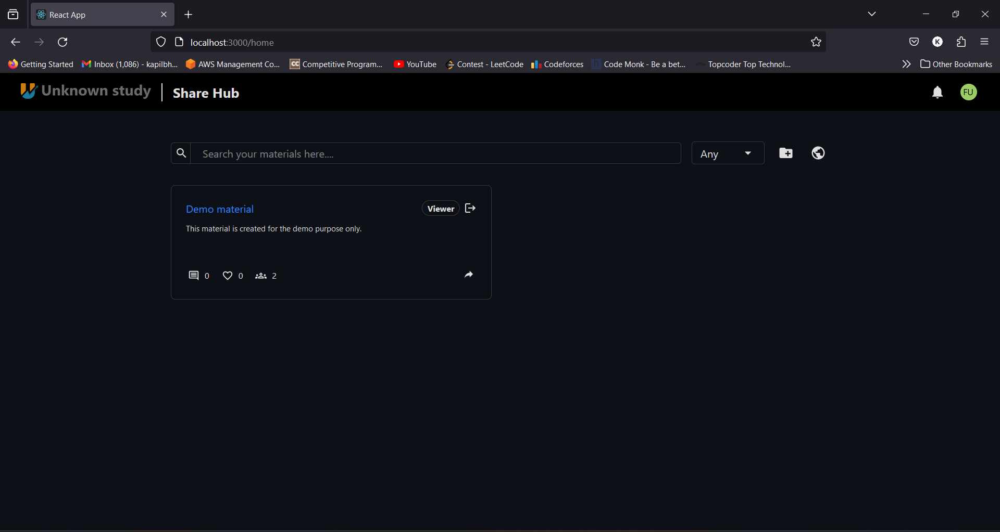 React App
localhost:3000/home
K
Getting Started
Inbox (1,086) - kapilbh...
AWS Management Co...
CC Competitive Program...
YouTube
Contest - LeetCode
Codeforces
Code Monk - Be a bet...
Topcoder Top Technol...
Other Bookmarks
Unknown study
Share Hub
FU
Search your materials here....
Any
Demo material
Viewer
This material is created for the demo purpose only.
0
0
2